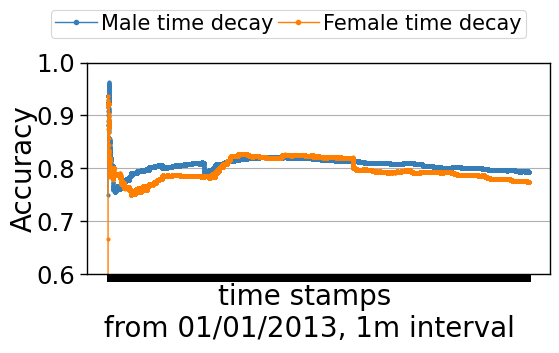 Male time decay Female time decay
1.0
0.9
0.8
0.7
0.6
Accuracy
time stamps
from 01/01/2013, 1m interval